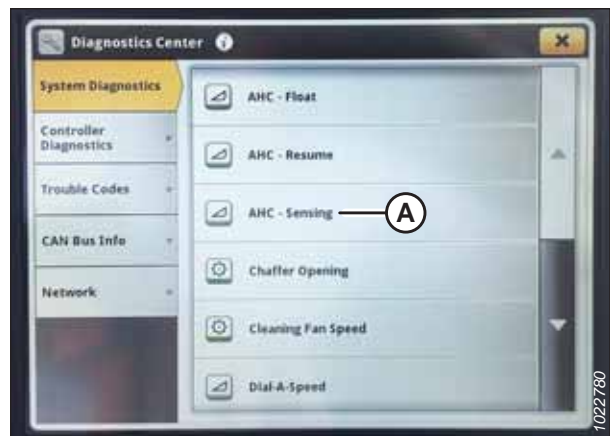 Diagnostics Center
System Diagnostics
Controller
Diagnostics
Trouble Codes
CAN Bus Info
Network
AHC - Float
AHC - Resume
AHC - Sensing
A
Chaffer Opening
Cleaning Fan Speed
Dial-A-Speed
1022780